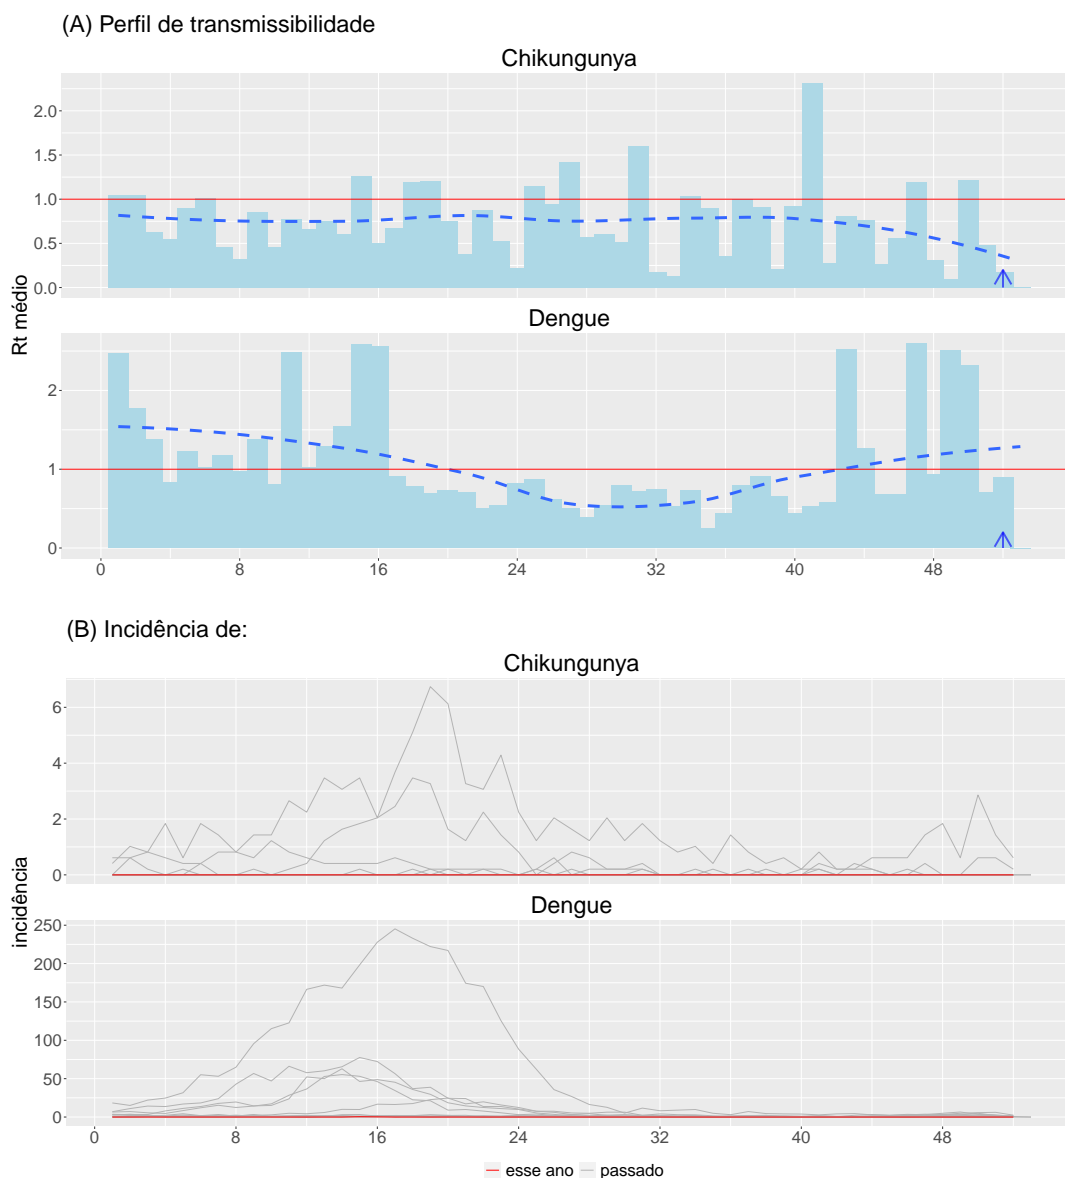 (A) Perfil de transmissibilidade
Chikungunya
2.0
1.5
1.0
0.5
0.0
Rt médio
Dengue
2
1
0
0 8 16 24 32 40 48
(B) Incidência de:
Chikungunya
6
4
2
0
incidência
Dengue
250
200
150
100
50
0
0 8 16 24 32 40 48
esse ano passado